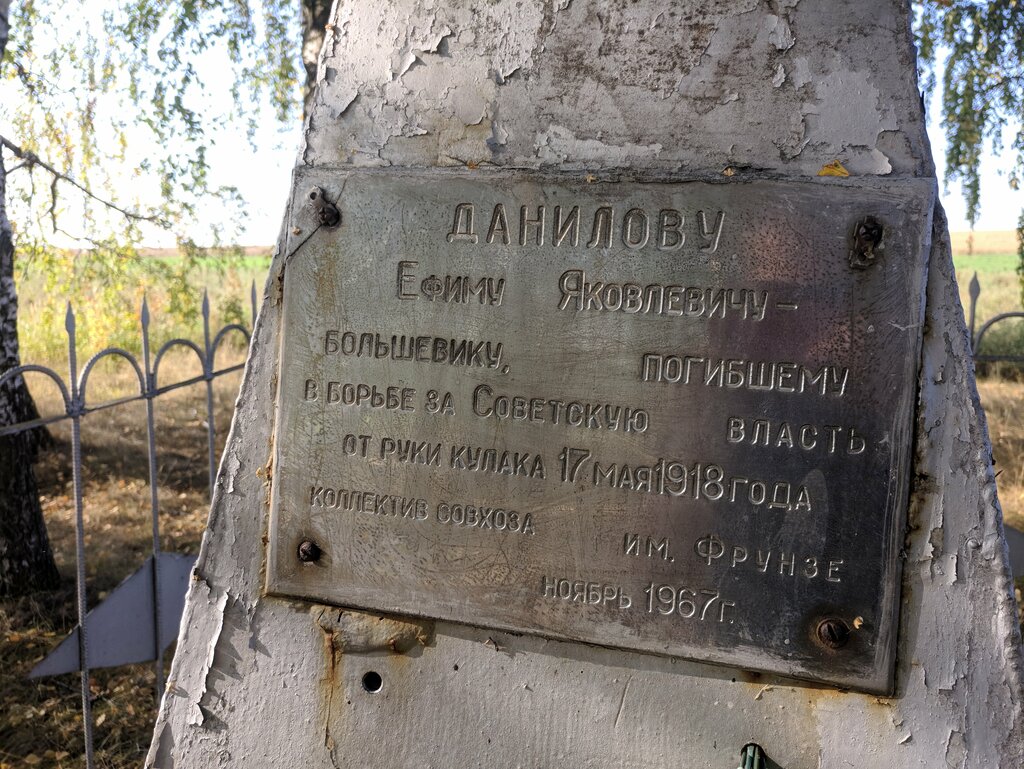 ДАНИЛОВУ
ЕФИМУ ЯКОВЛЕВИЧУ –
БОЛЬШЕВИКУ, ПОГИБШЕМУ
В БОРЬБЕ ЗА СОВЕТСКУЮ ВЛАСТЬ
ОТ РУКИ КУЛАКА 17 МАЯ 1918 ГОДА
КОЛЛЕКТИВ СОВХОЗА
ИМ. ФРУНЗЕ
НОЯБРЬ 1967 Г.